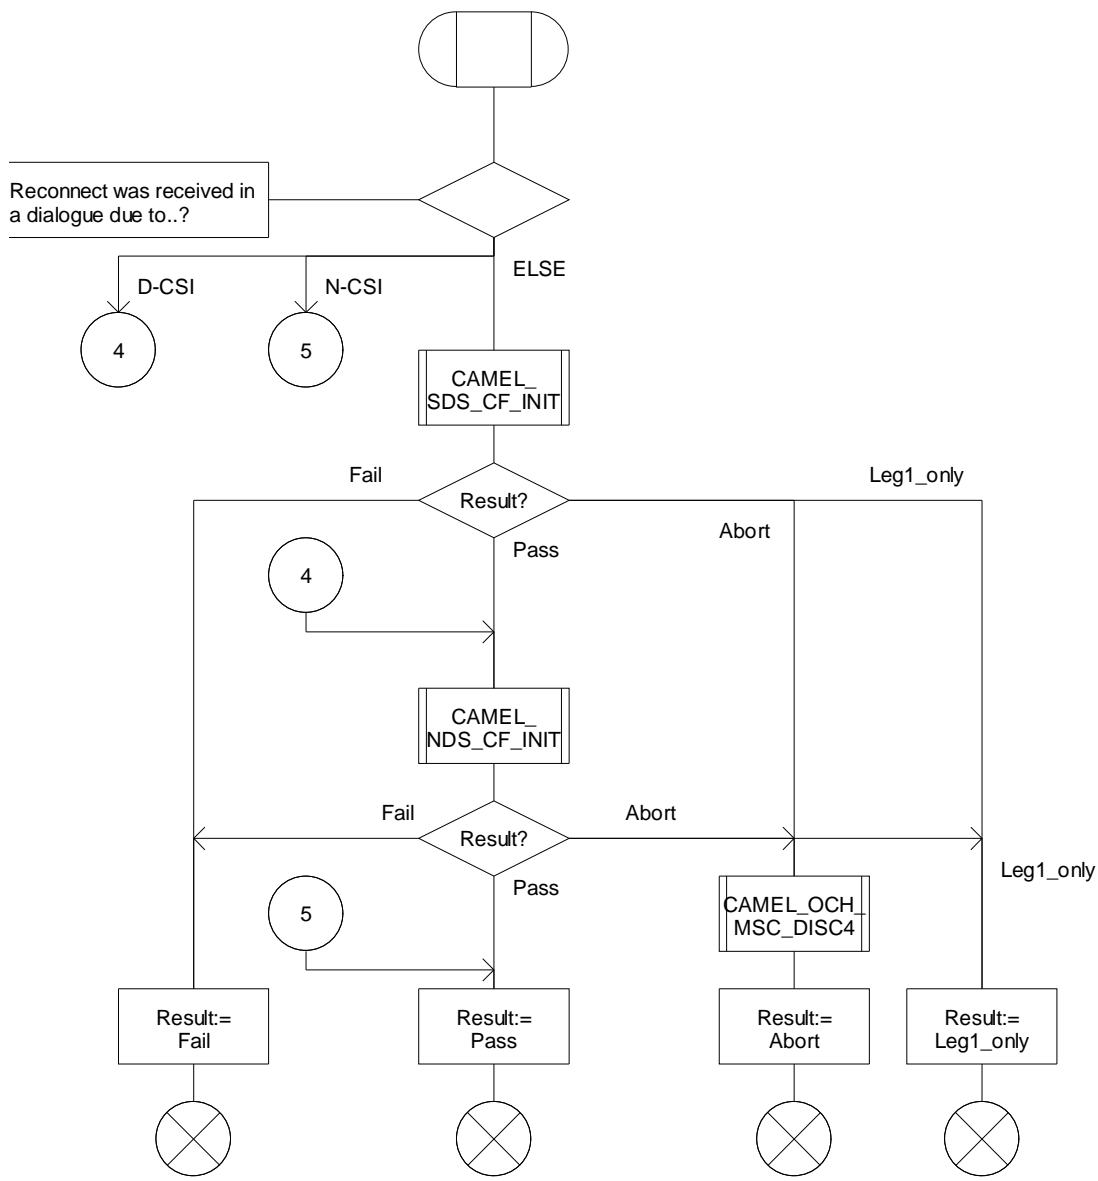 Reconnect was received in
a dialogue due to..?
ELSE
D-CSI
N-CSI
4
5
CAMEL_
SDS_CF_INIT
Fail
Result?
Leg1_only
Abort
Pass
4
CAMEL_
NDS_CF_INIT
Fail
Result?
Abort
Leg1_only
Pass
5
CAMEL_OCH_
MSC_DISC4
Result:=
Fail
Result:=
Pass
Result:=
Abort
Result:=
Leg1_only